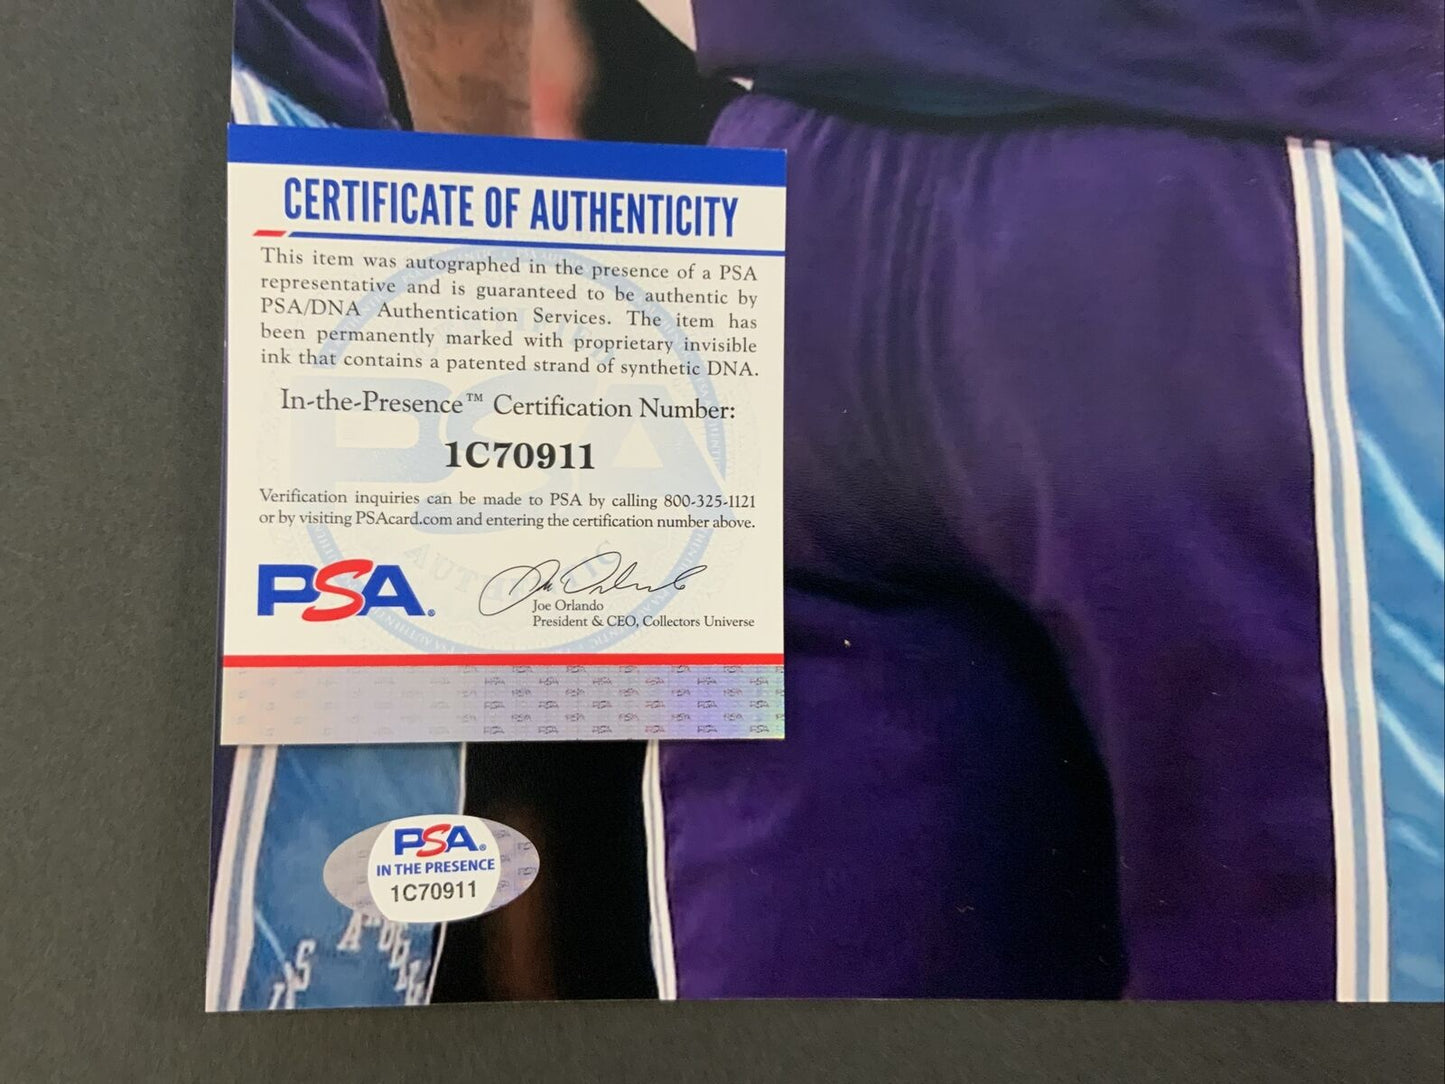 CERTIFICATE OF AUTHENTICITY
This item was autographed in the presence of a PSA
representative and is guaranteed to be authentic by
PSA/DNA Authentication Services. The item has
been permanently marked with proprietary invisible
ink that contains a patented strand of synthetic DNA.
In-the-Presence™ Certification Number:
1C70911
Verification inquiries can be made to PSA by calling 800-325-1121
or by visiting PSAcard.com and entering the certification number above.
PSA®
Joe Orlando
President & CEO, Collectors Universe
PSA®
IN THE PRESENCE
1C70911